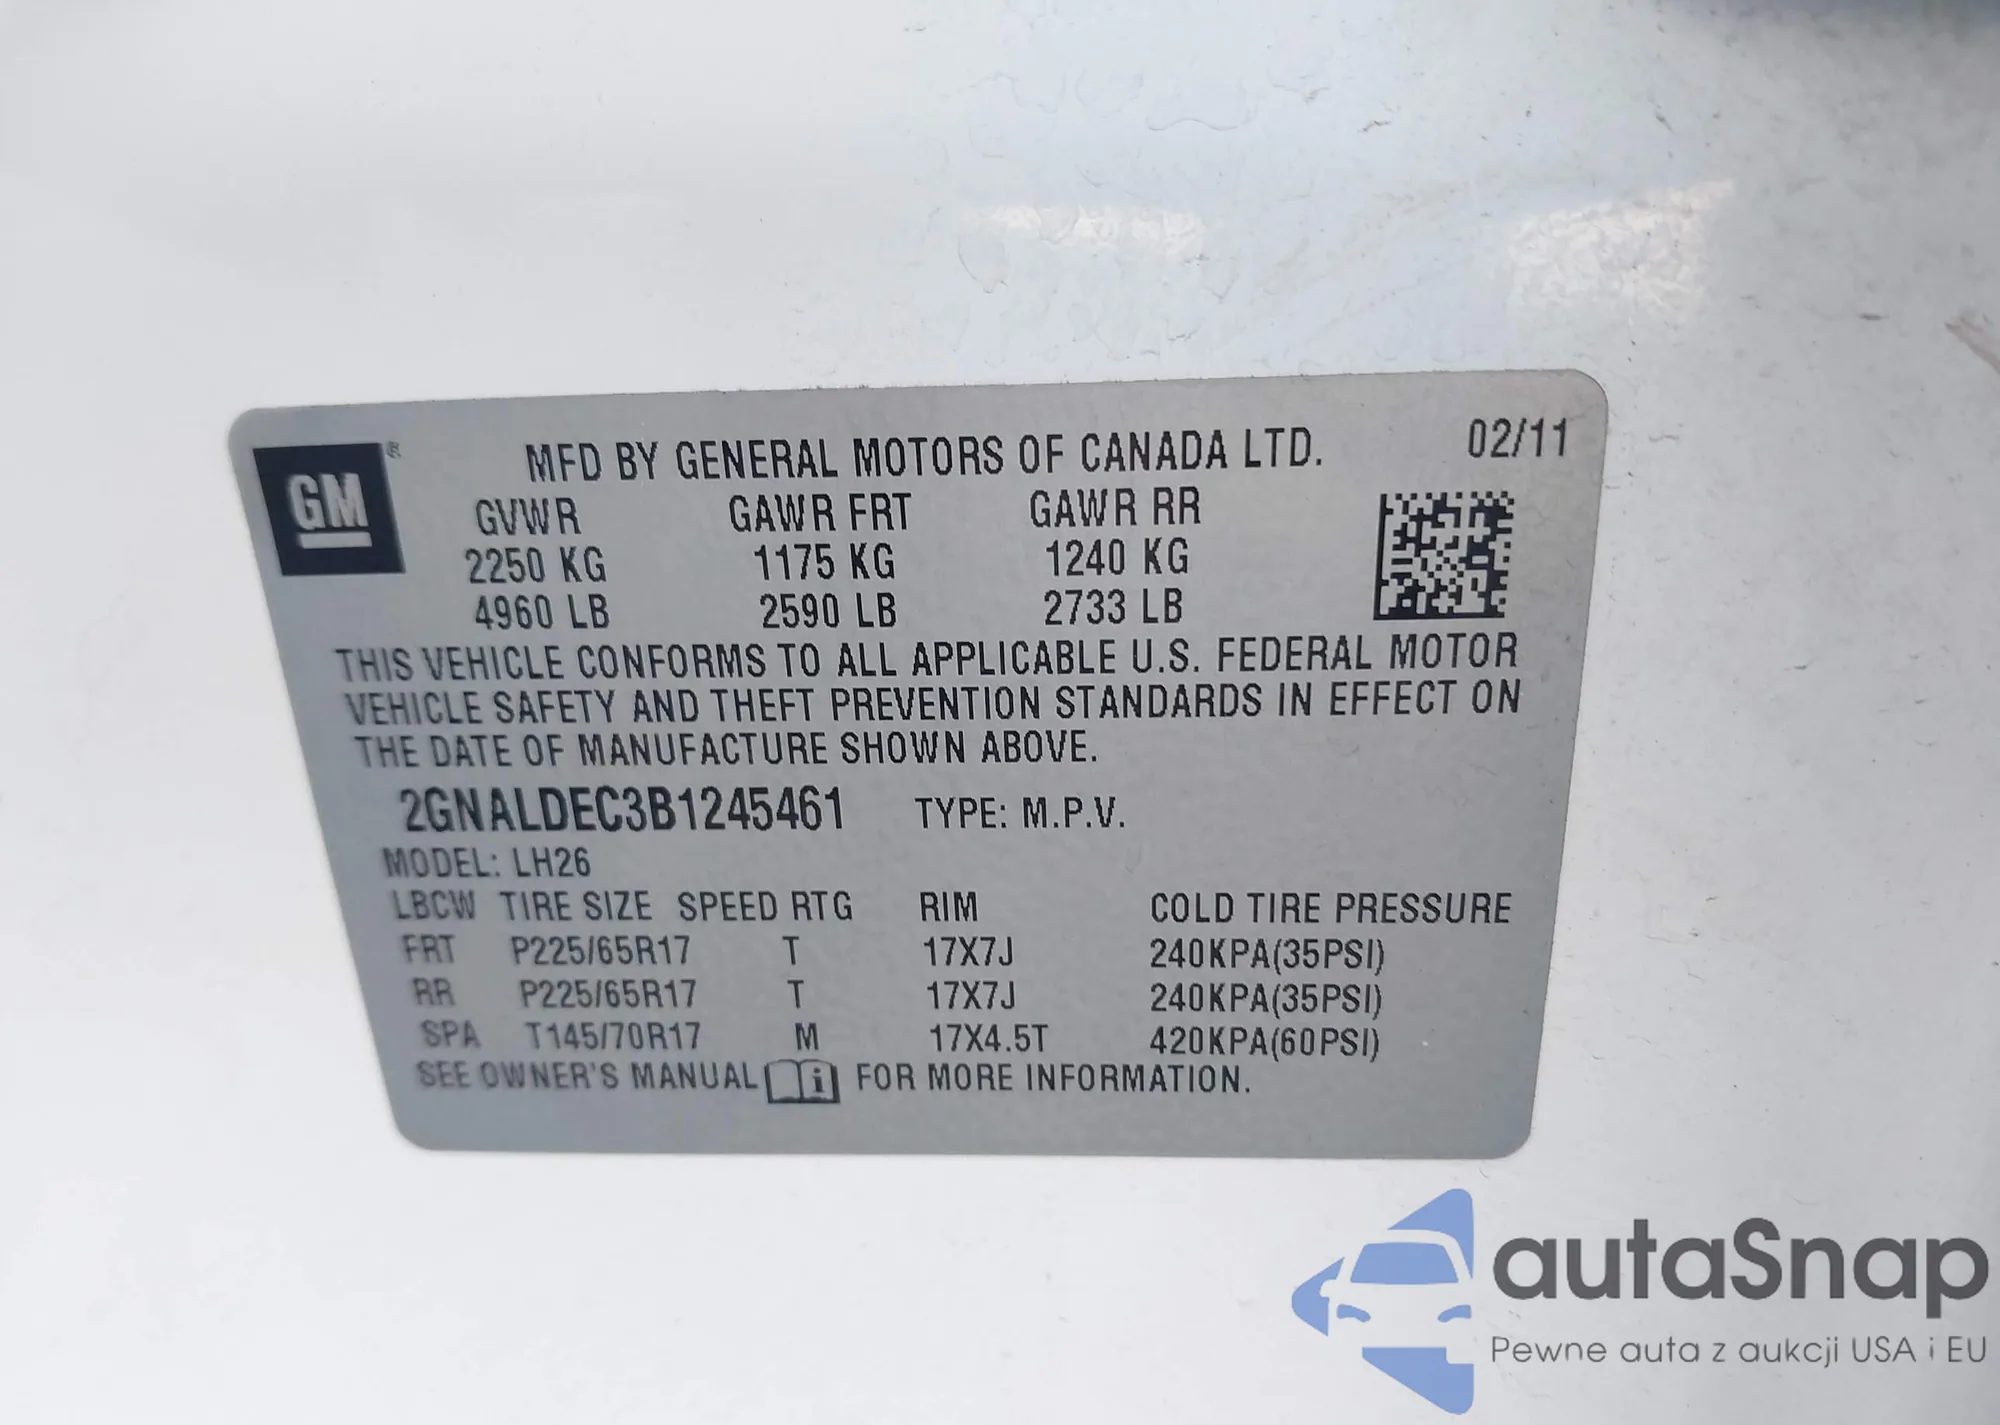 GM ®
MFD BY GENERAL MOTORS OF CANADA LTD. 02/11
GVWR GAWR FRT GAWR RR
2250 KG 1175 KG 1240 KG
4960 LB 2590 LB 2733 LB
THIS VEHICLE CONFORMS TO ALL APPLICABLE U.S. FEDERAL MOTOR
VEHICLE SAFETY AND THEFT PREVENTION STANDARDS IN EFFECT ON
THE DATE OF MANUFACTURE SHOWN ABOVE.
2GNALDEC3B1245461 TYPE: M.P.V.
MODEL: LH26
LBCW TIRE SIZE SPEED RTG RIM COLD TIRE PRESSURE
FRT P225/65R17 T 17X7J 240KPA(35PSI)
RR P225/65R17 T 17X7J 240KPA(35PSI)
SPA T145/70R17 M 17X4.5T 420KPA(60PSI)
SEE OWNER'S MANUAL i FOR MORE INFORMATION.
autaSnap
Pewne auta z aukcji USA i EU